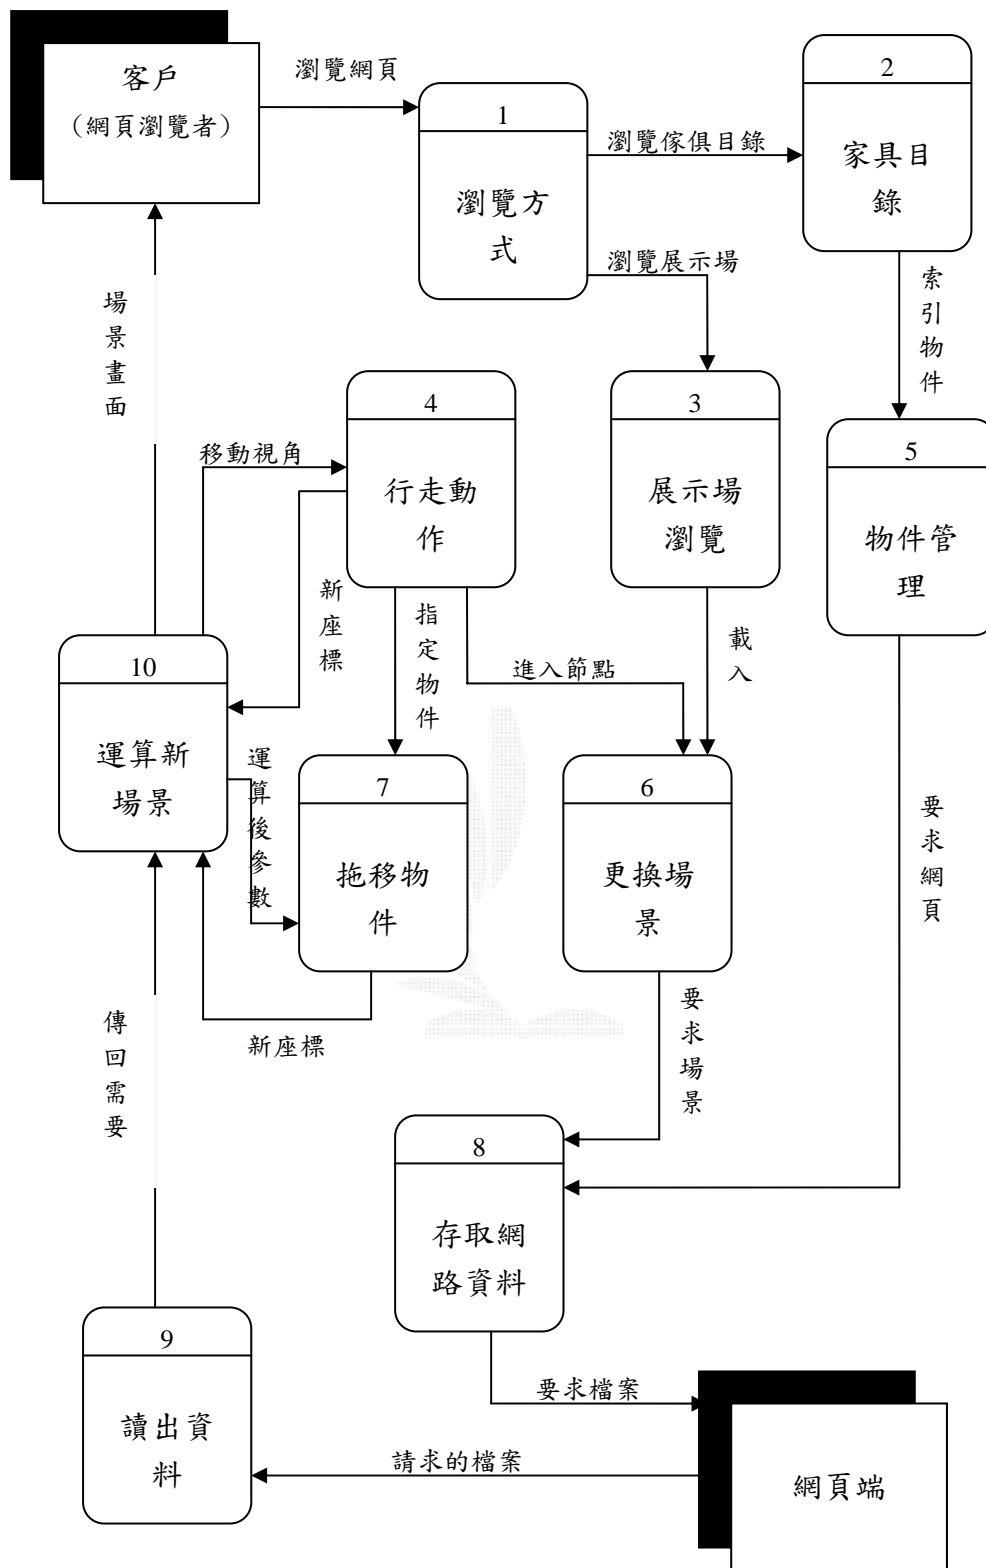 客戶
（網頁瀏覽者）
瀏覽網頁
1
瀏覽方
式
瀏覽傢俱目錄
2
家具目
錄
瀏覽展示場
索引物件
場景畫面
4
行走動
作
3
展示場
瀏覽
5
物件管
理
移動視角
新座標
指定物件
進入節點
載入
10
運算新
場景
運算後參數
7
拖移物
件
6
更換場
景
要求網頁
新座標
要求場景
傳回需要
8
存取網
路資料
9
讀出資
料
要求檔案
請求的檔案
網頁端